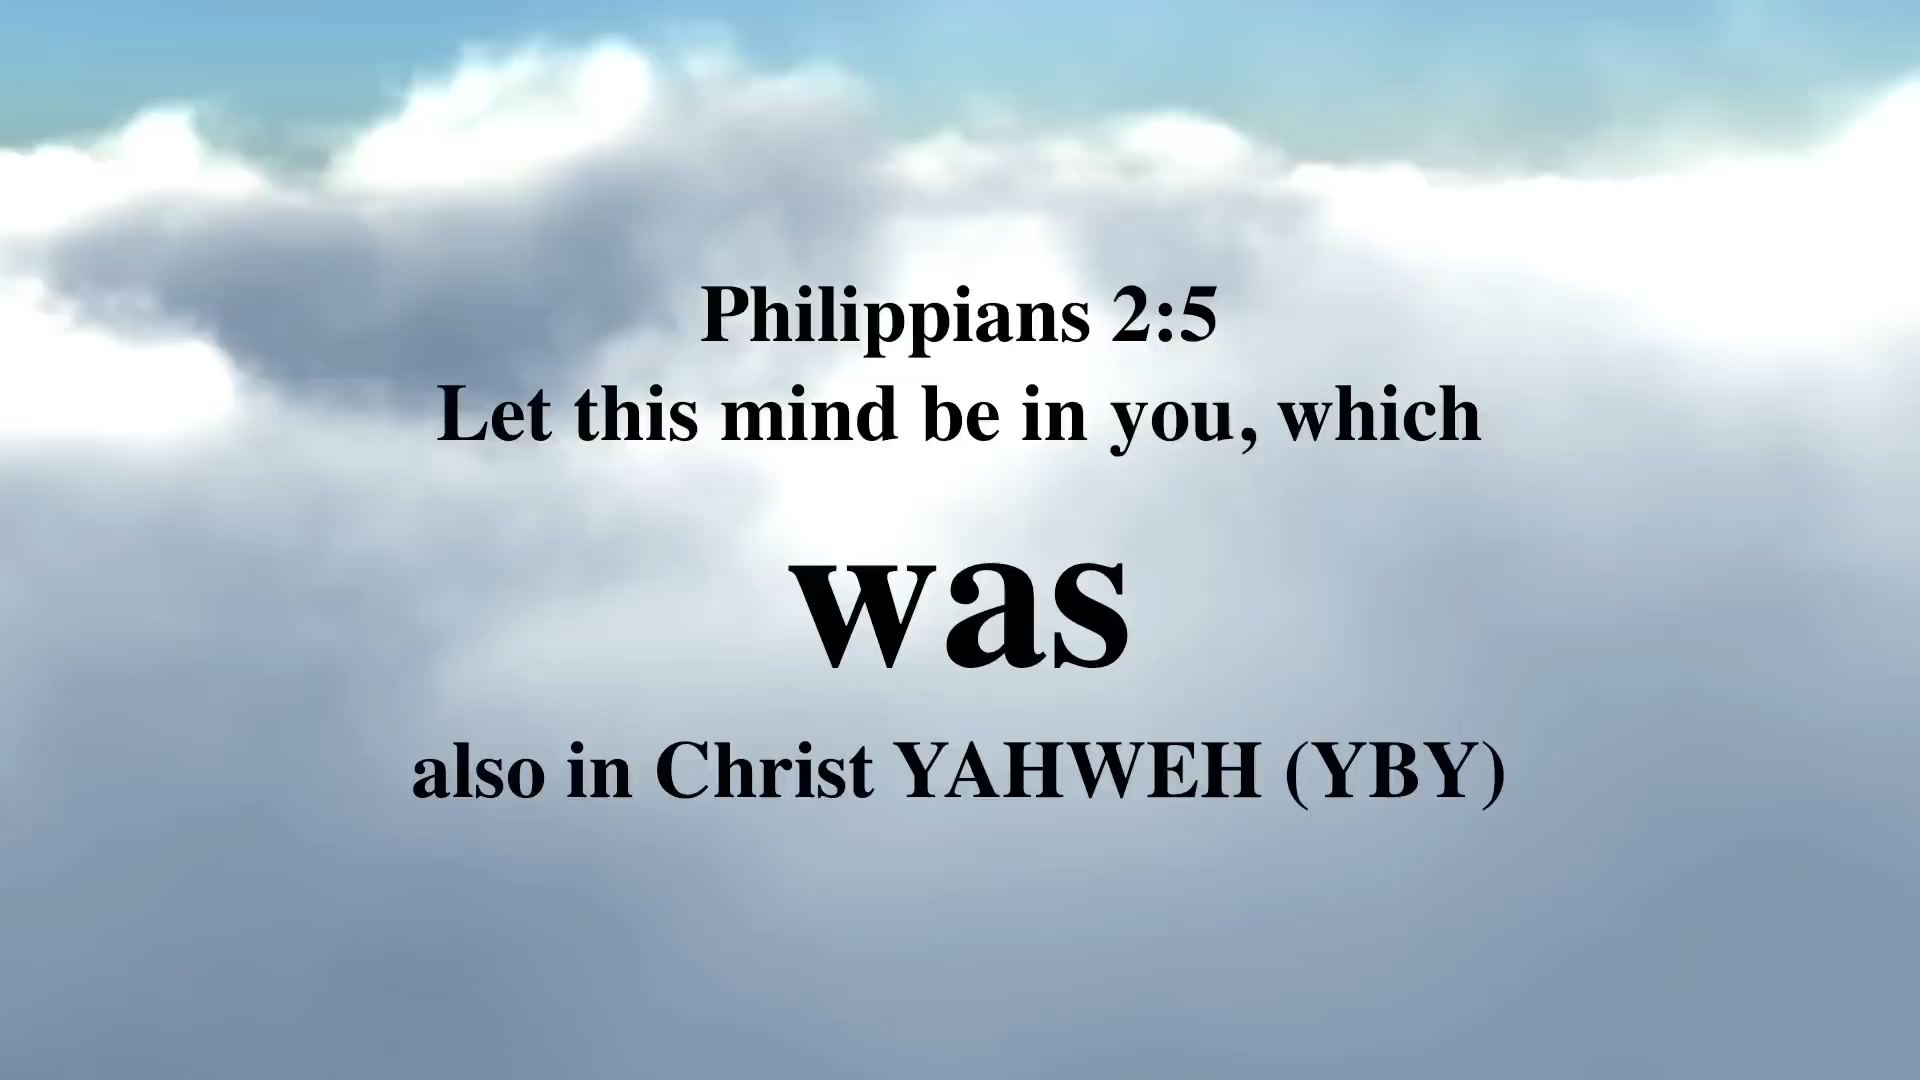 Philippians 2:5
Let this mind be in you, which
was
also in Christ YAHWEH (YBY)